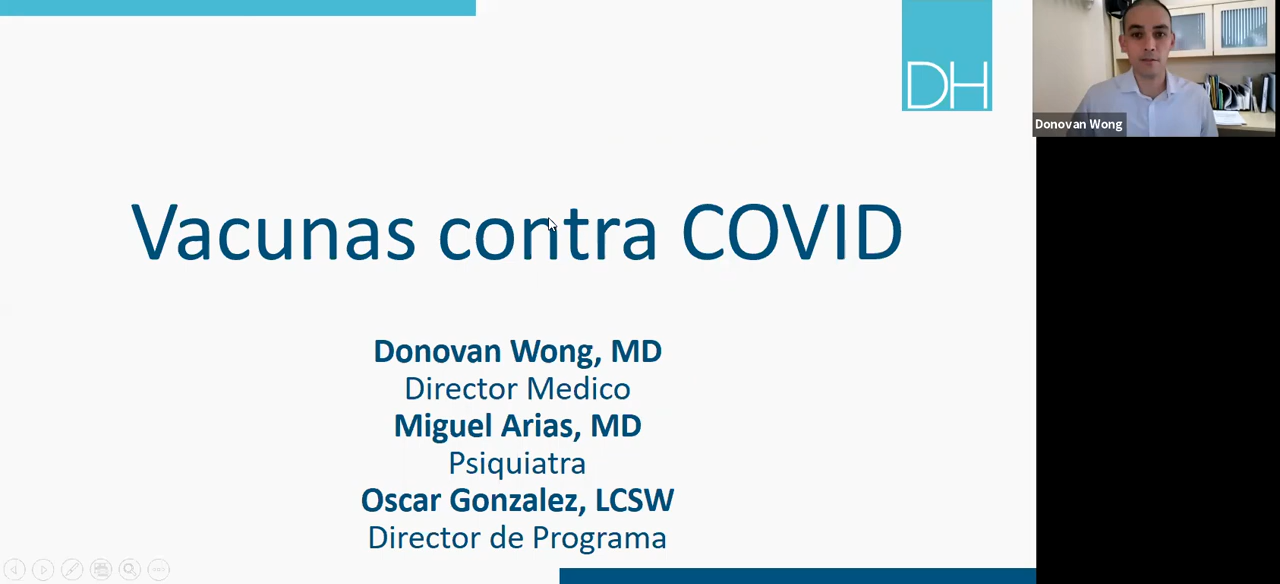 DH
Donovan Wong
Vacunas contra COVID
Donovan Wong, MD
Director Medico
Miguel Arias, MD
Psiquiatra
Oscar Gonzalez, LCSW
Director de Programa